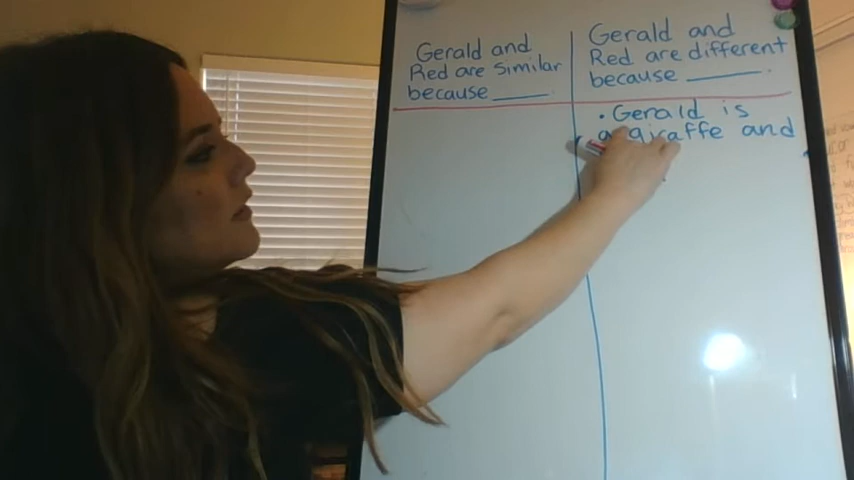 Gerald and
Red are similar
because ____.
Gerald and
Red are different
because ____.
• Gerald is
a giraffe and